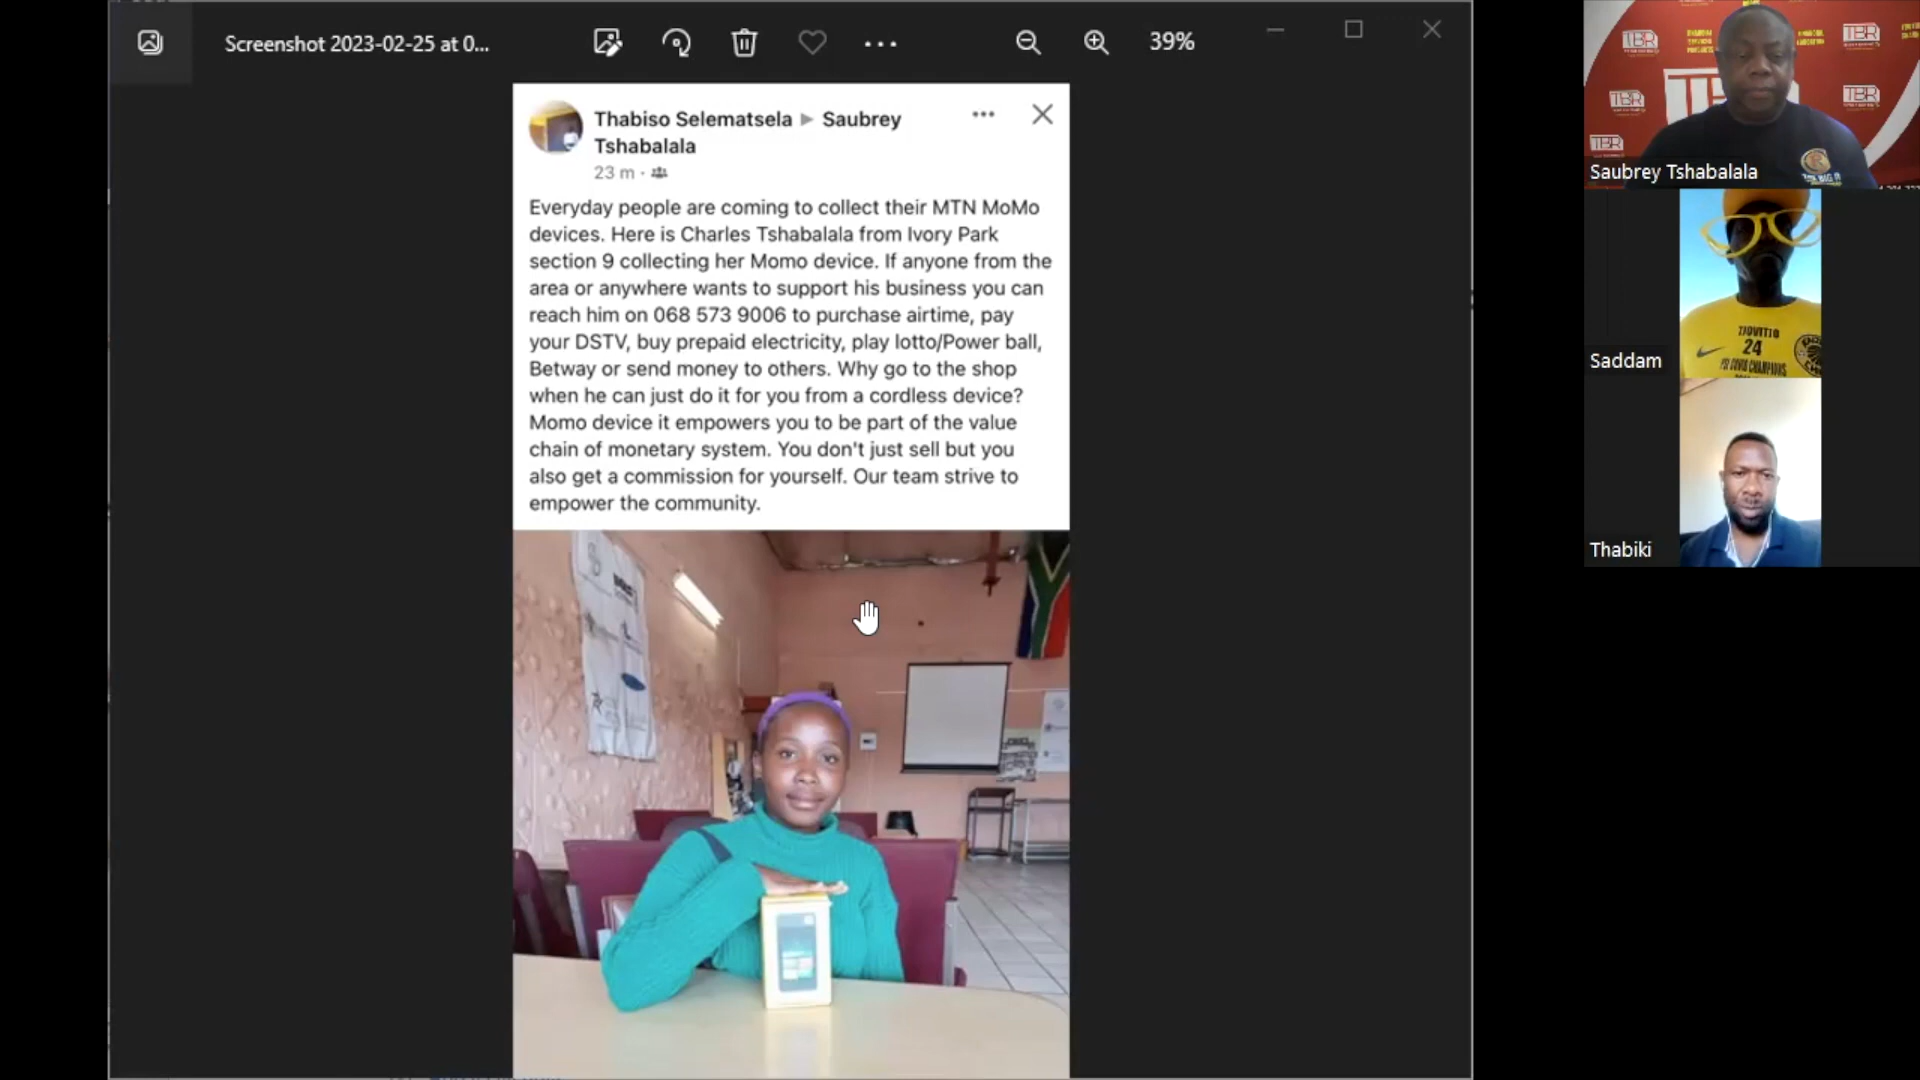 Screenshot 2023-02-25 at 0...
39%
Thabiso Selematsela ▶ Saubrey
Tshabalala
23 m ·
Everyday people are coming to collect their MTN MoMo
devices. Here is Charles Tshabalala from Ivory Park
section 9 collecting her Momo device. If anyone from the
area or anywhere wants to support his business you can
reach him on 068 573 9006 to purchase airtime, pay
your DSTV, buy prepaid electricity, play lotto/Power ball,
Betway or send money to others. Why go to the shop
when he can just do it for you from a cordless device?
Momo device it empowers you to be part of the value
chain of monetary system. You don't just sell but you
also get a commission for yourself. Our team strive to
empower the community.
TBR
TBR
TBR
TBR
TBR
Saubrey Tshabalala
24
Saddam
Thabiki